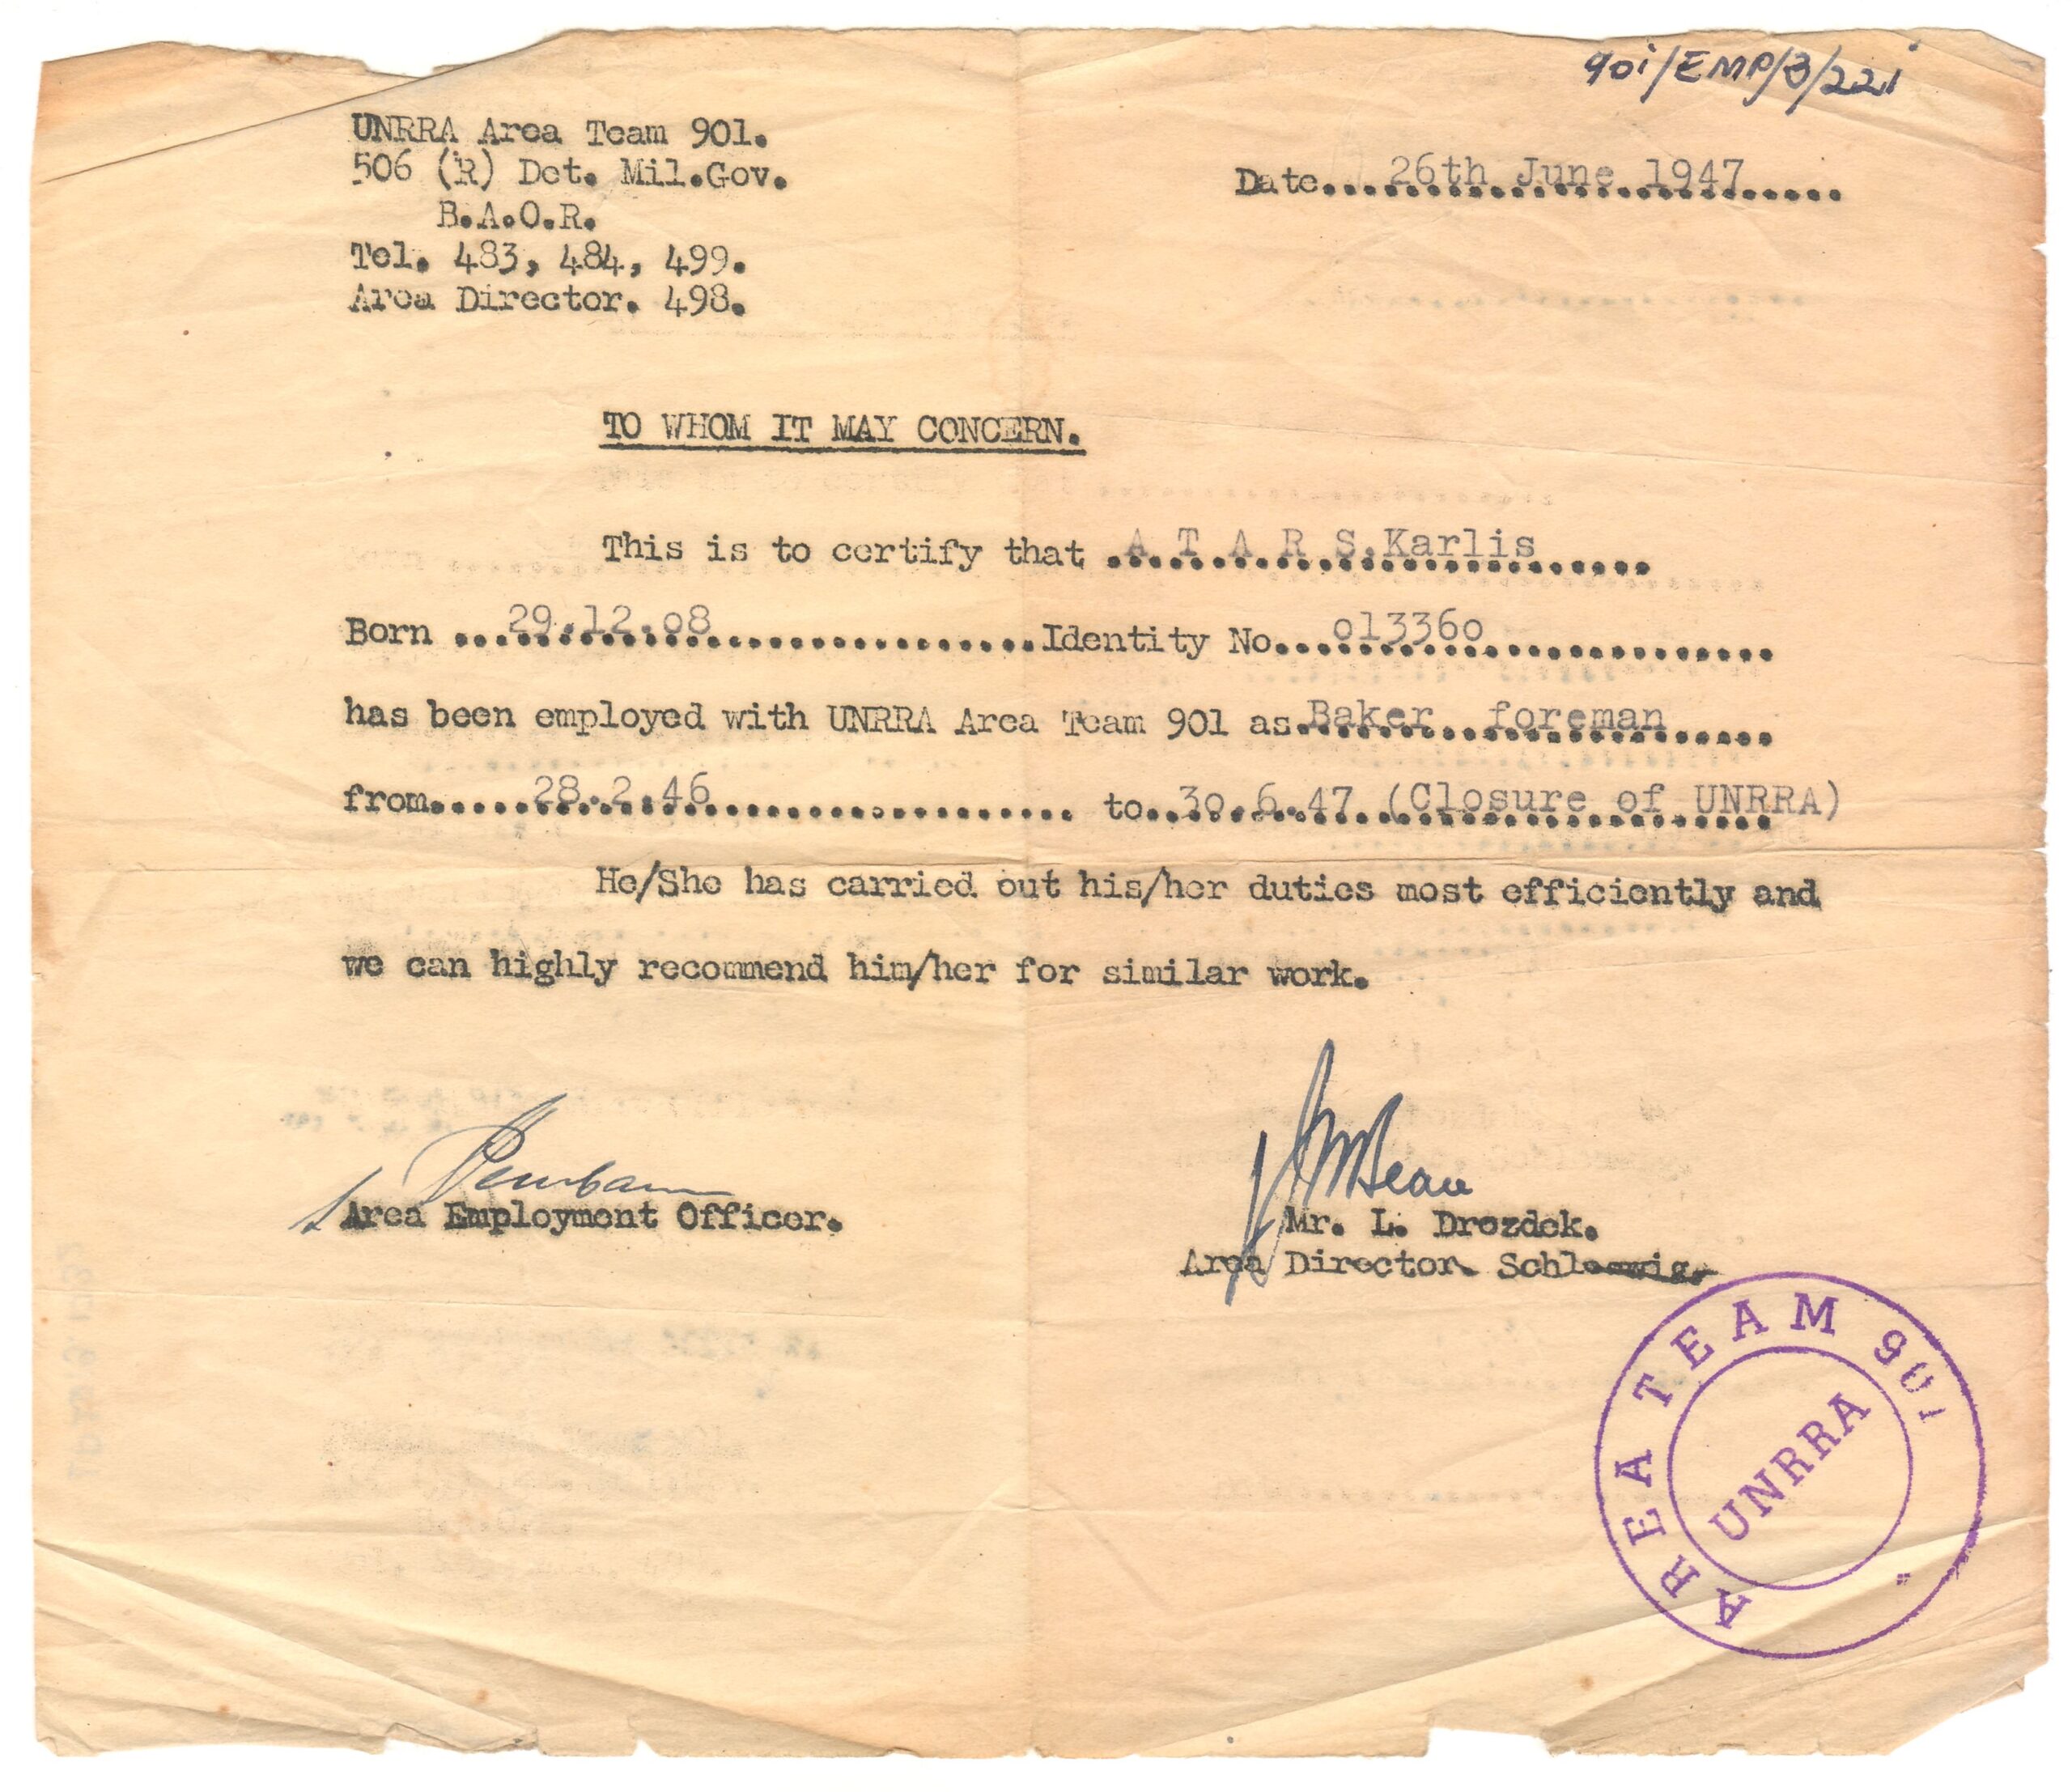 901/EMP/3/221
UNRRA Area Team 901.
506 (R) Det. Mil.Gov.
B.A.O.R.
Tel. 483, 484, 499.
Area Director. 498.
Date... 26th June 1947.....
TO WHOM IT MAY CONCERN.
This is to certify that A T A R S.Karlis
Born ...29.12.o8...Identity No...o1336o...
has been employed with UNRRA Area Team 901 as Baker foreman
from.....28.2.46..... to..3o.6.47 (Closure of UNRRA)
He/She has carried out his/her duties most efficiently and
we can highly recommend him/her for similar work.
Area Employment Officer.
Mr. L. Drozdek.
Area Director. Schleswig.
AREA TEAM 901
UNRRA